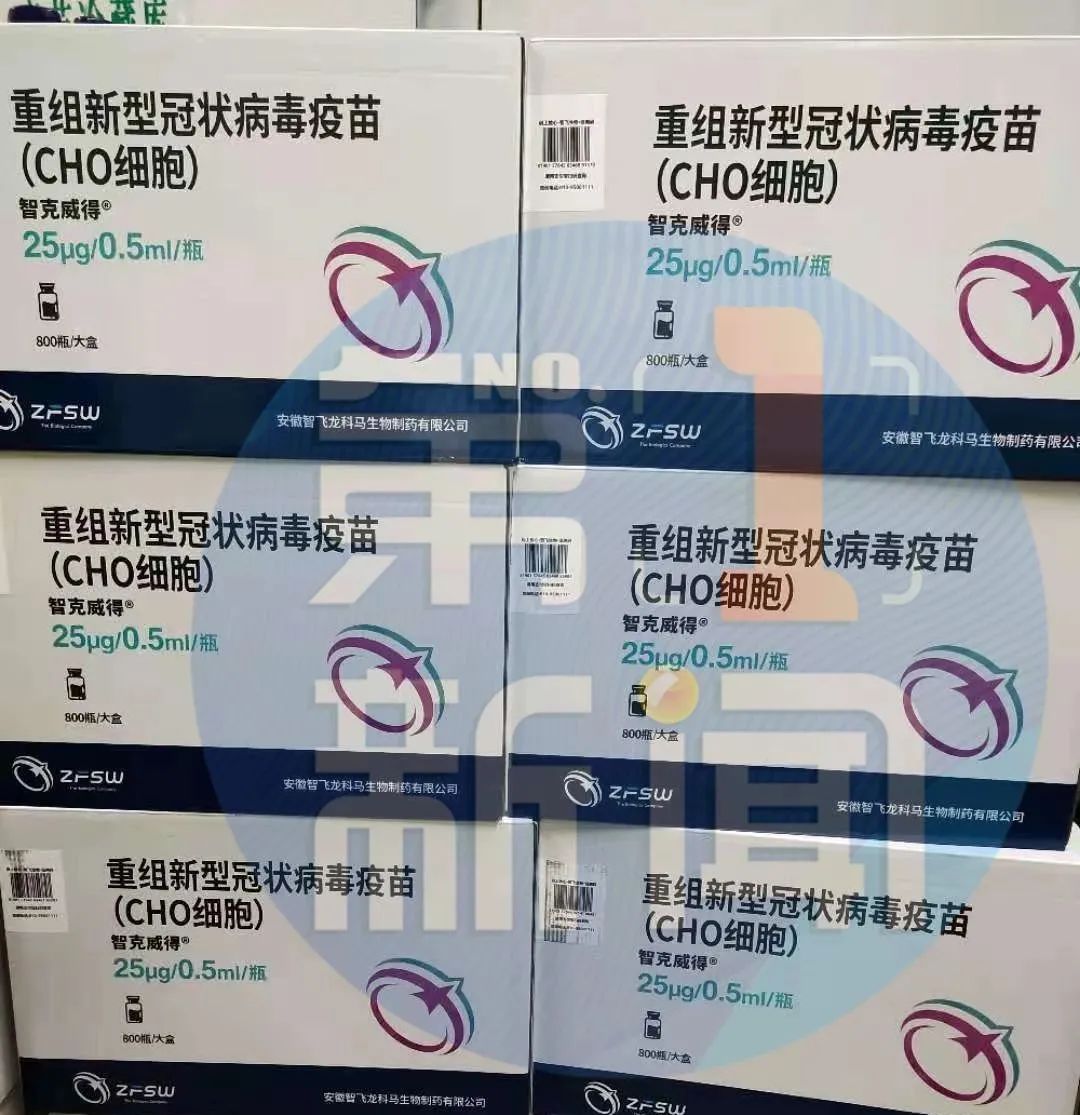 重组新型冠状病毒疫苗
(CHO细胞)
智克威得®
25μg/0.5ml/瓶
800瓶/大盒
ZFSW
安徽智飞龙科马生物制药有限公司
重组新型冠状病毒疫苗
(CHO细胞)
智克威得®
25μg/0.5ml/瓶
800瓶/大盒
ZFSW
安徽智飞龙科马生物制药有限公司
重组新型冠状病毒疫苗
(CHO细胞)
智克威得®
25μg/0.5ml/瓶
800瓶/大盒
ZFSW
安徽智飞龙科马生物制药有限公司
重组新型冠状病毒疫苗
(CHO细胞)
智克威得®
25μg/0.5ml/瓶
800瓶/大盒
ZFSW
安徽智飞龙科马生物制药有限公司
重组新型冠状病毒疫苗
(CHO细胞)
智克威得®
25μg/0.5ml/瓶
800瓶/大盒
ZFSW
安徽智飞龙科马生物制药有限公司
重组新型冠状病毒疫苗
(CHO细胞)
智克威得®
25μg/0.5ml/瓶
800瓶/大盒
ZFSW
NO.
第1
新闻